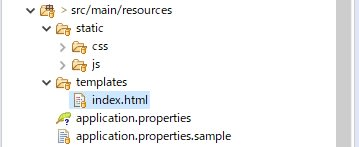 src/main/resources
static
css
js
templates
index.html
application.properties
application.properties.sample